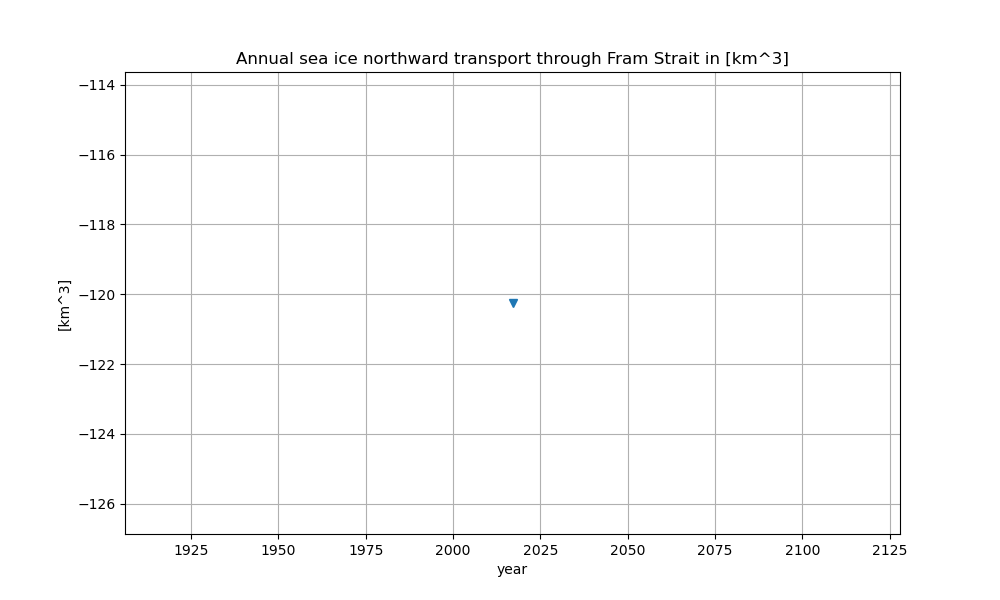 Annual sea ice northward transport through Fram Strait in [km^3]
−114
−116
−118
−120
−122
−124
−126
[km^3]
1925 1950 1975 2000 2025 2050 2075 2100 2125
year